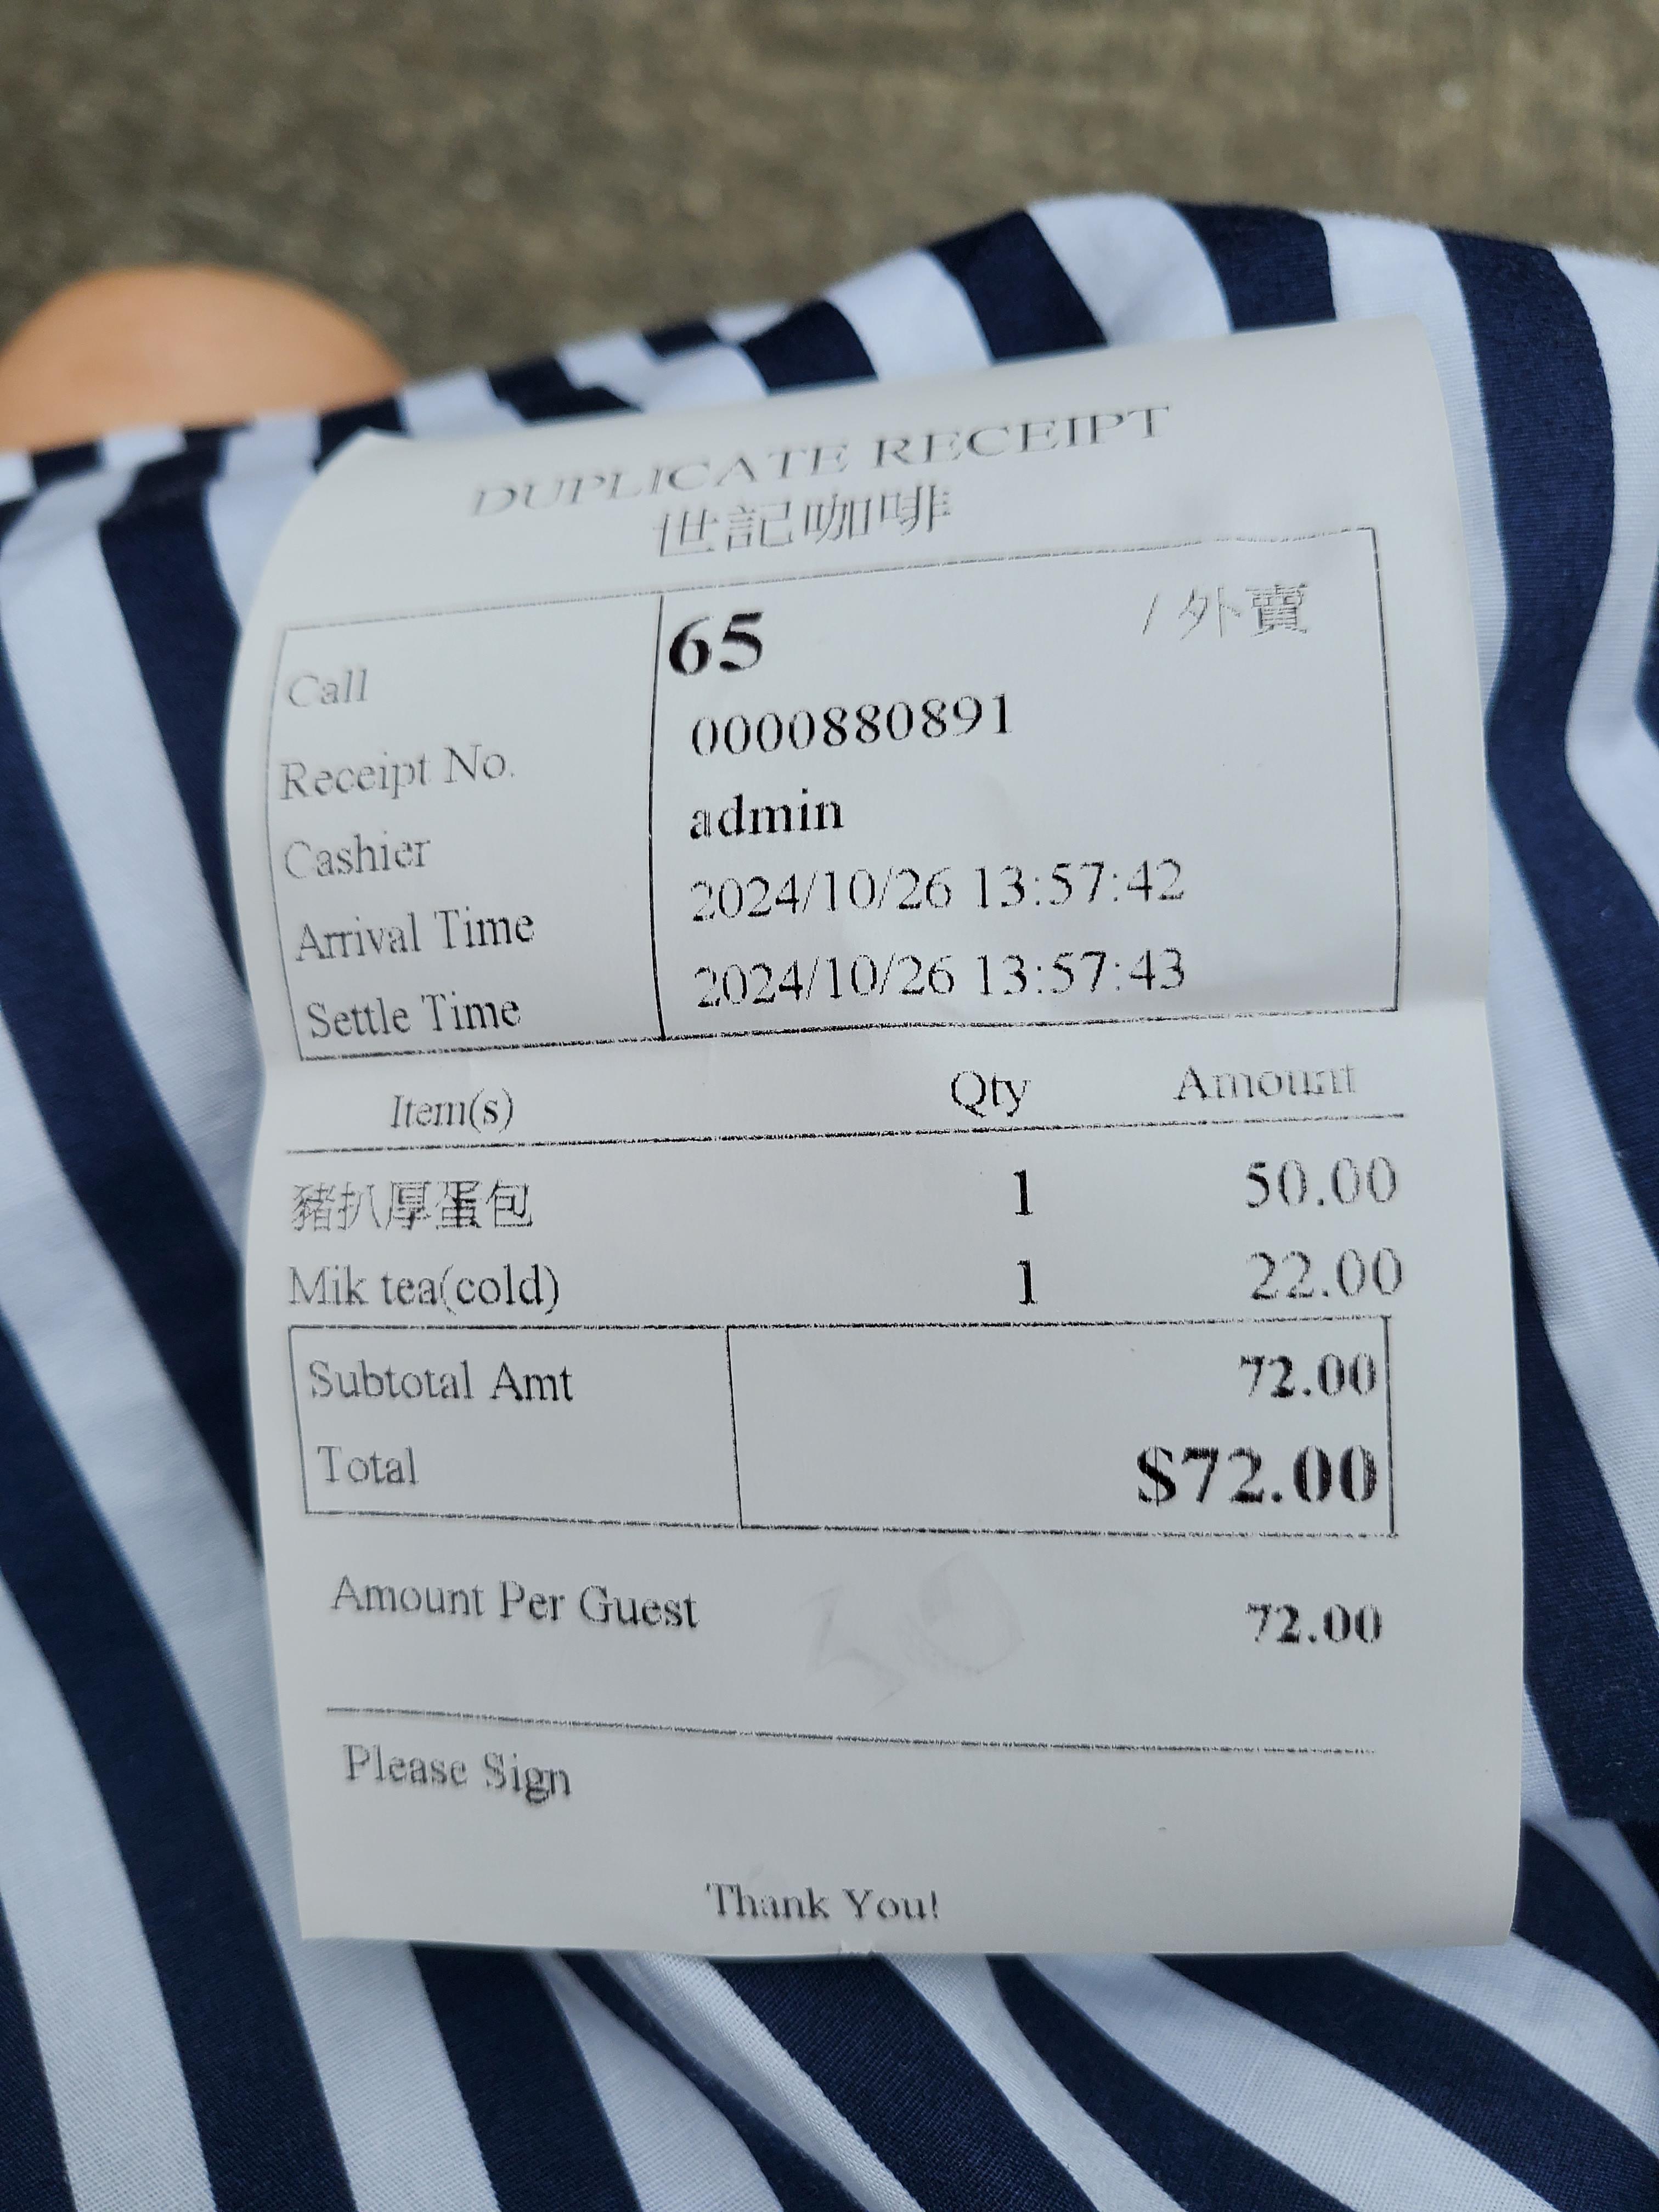 DUPLICATE RECEIPT
世記咖啡
Call 65 / 外賣
Receipt No. 0000880891
Cashier admin
Arrival Time 2024/10/26 13:57:42
Settle Time 2024/10/26 13:57:43
Item(s) Qty Amount
豬扒厚蛋包 1 50.00
Mik tea(cold) 1 22.00
Subtotal Amt 72.00
Total $72.00
Amount Per Guest 72.00
Please Sign
Thank You!